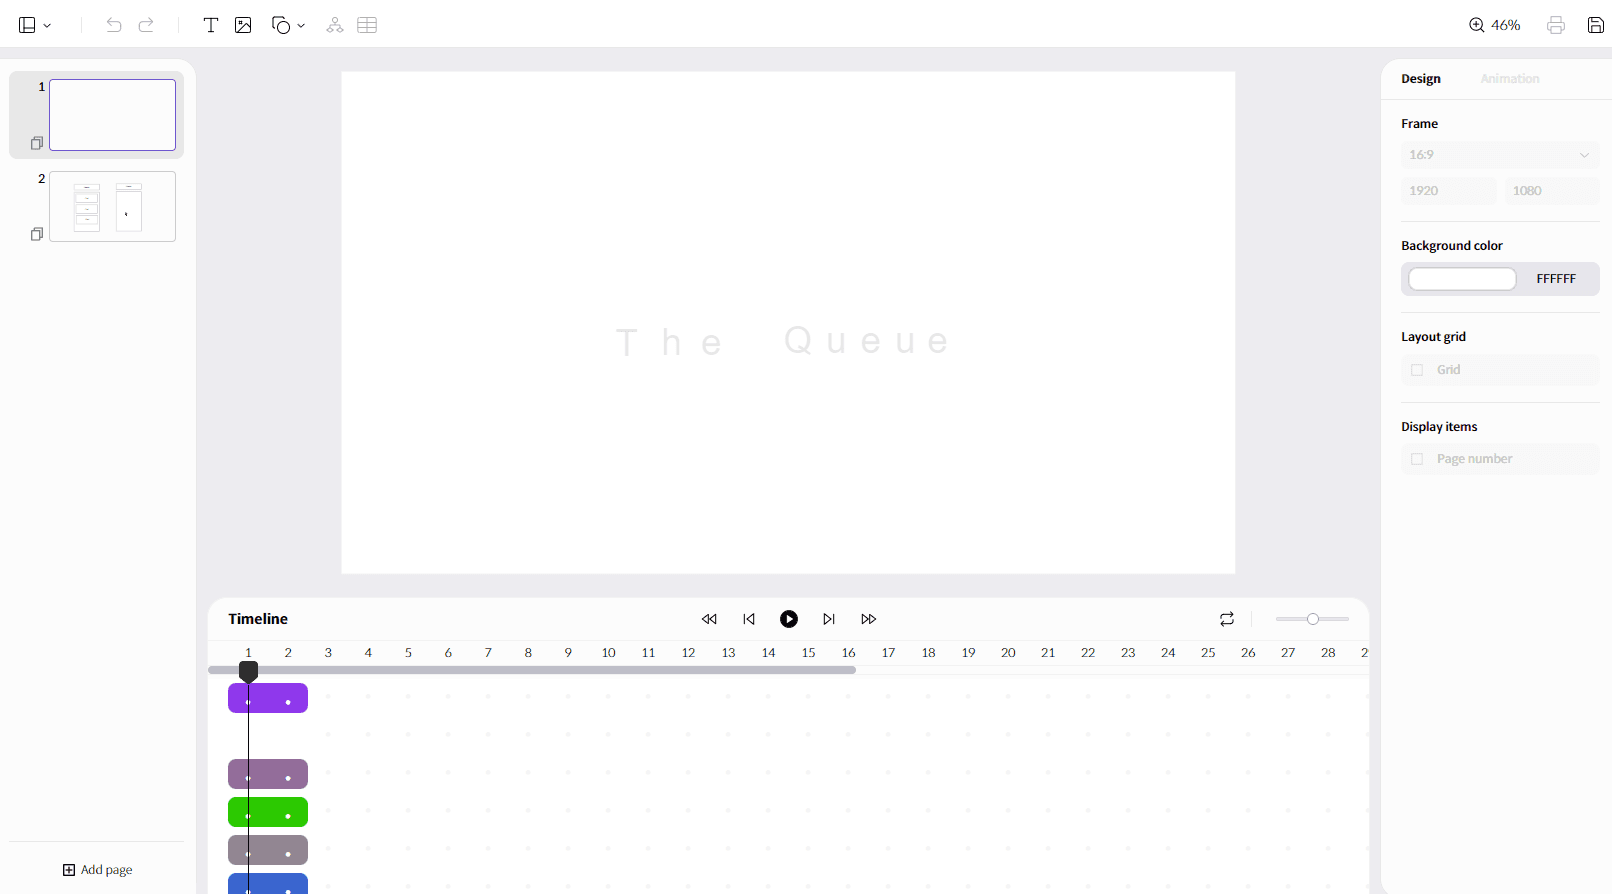 46%
1
2
Add page
The Queue
Timeline
1 2 3 4 5 6 7 8 9 10 11 12 13 14 15 16 17 18 19 20 21 22 23 24 25 26 27 28
Design Animation
Frame
16:9
1920 1080
Background color
FFFFFF
Layout grid
Grid
Display items
Page number